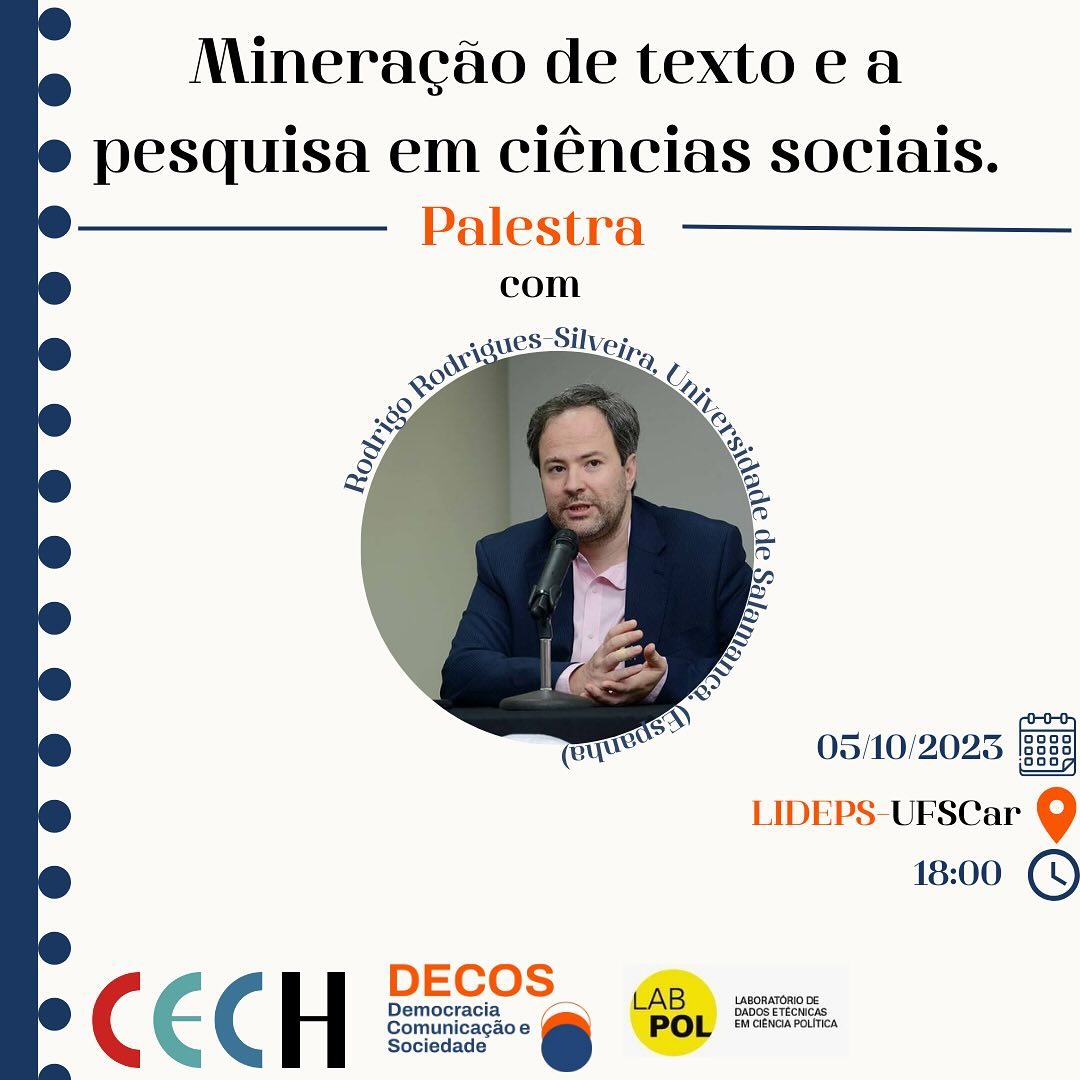 Mineração de texto e a
pesquisa em ciências sociais.
Palestra
com
Rodrigo Rodrigues-Silveira, Universidade de Salamanca, (Espanha)
05/10/2023
LIDEPS-UFSCar
18:00
CECH
DECOS
Democracia
Comunicação e
Sociedade
LAB
POL
LABORATÓRIO DE
DADOS E TÉCNICAS
EM CIÊNCIA POLÍTICA